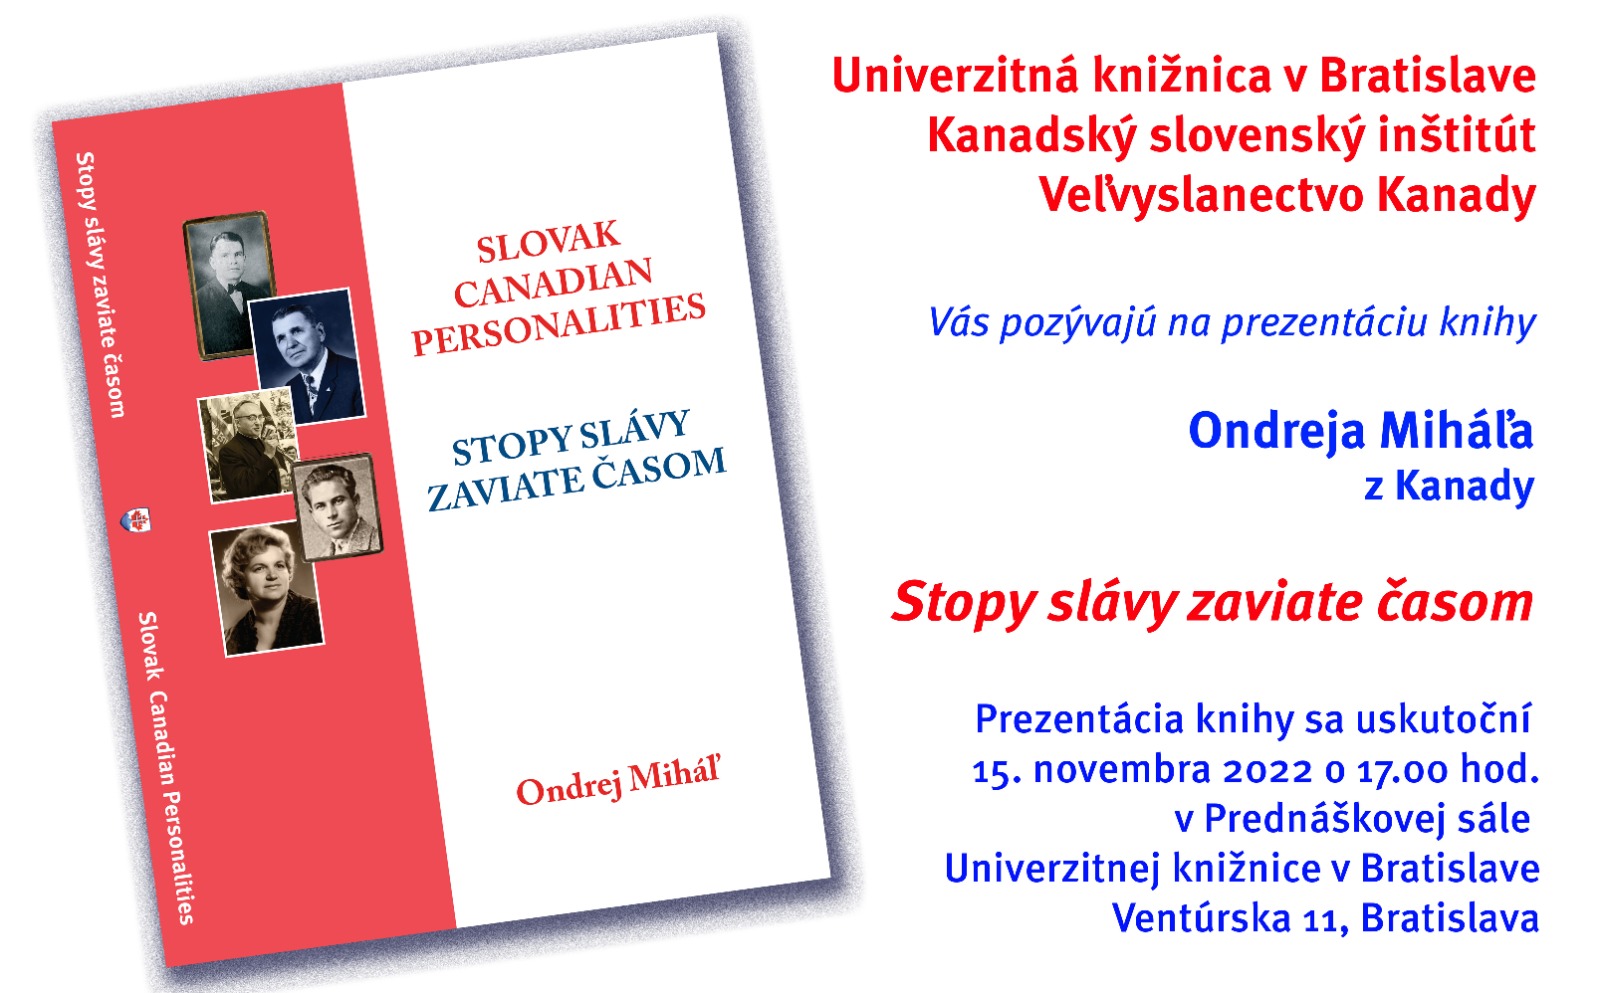 Stopy slávy zaviate časom
Slovak Canadian Personalities
SLOVAK
CANADIAN
PERSONALITIES
STOPY SLÁVY
ZAVIATE ČASOM
Ondrej Miháľ
Univerzitná knižnica v Bratislave
Kanadský slovenský inštitút
Veľvyslanectvo Kanady
Vás pozývajú na prezentáciu knihy
Ondreja Miháľa
z Kanady
Stopy slávy zaviate časom
Prezentácia knihy sa uskutoční
15. novembra 2022 o 17.00 hod.
v Prednáškovej sále
Univerzitnej knižnice v Bratislave
Ventúrska 11, Bratislava